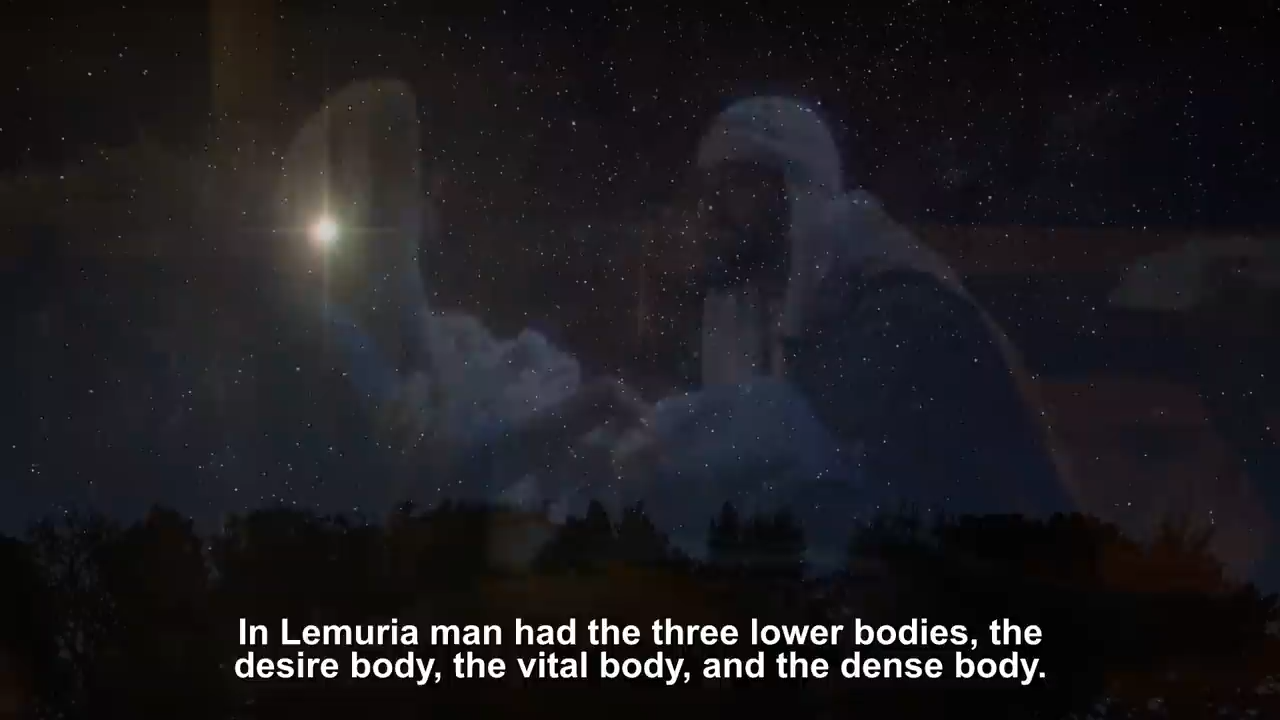 In Lemuria man had the three lower bodies, the
desire body, the vital body, and the dense body.